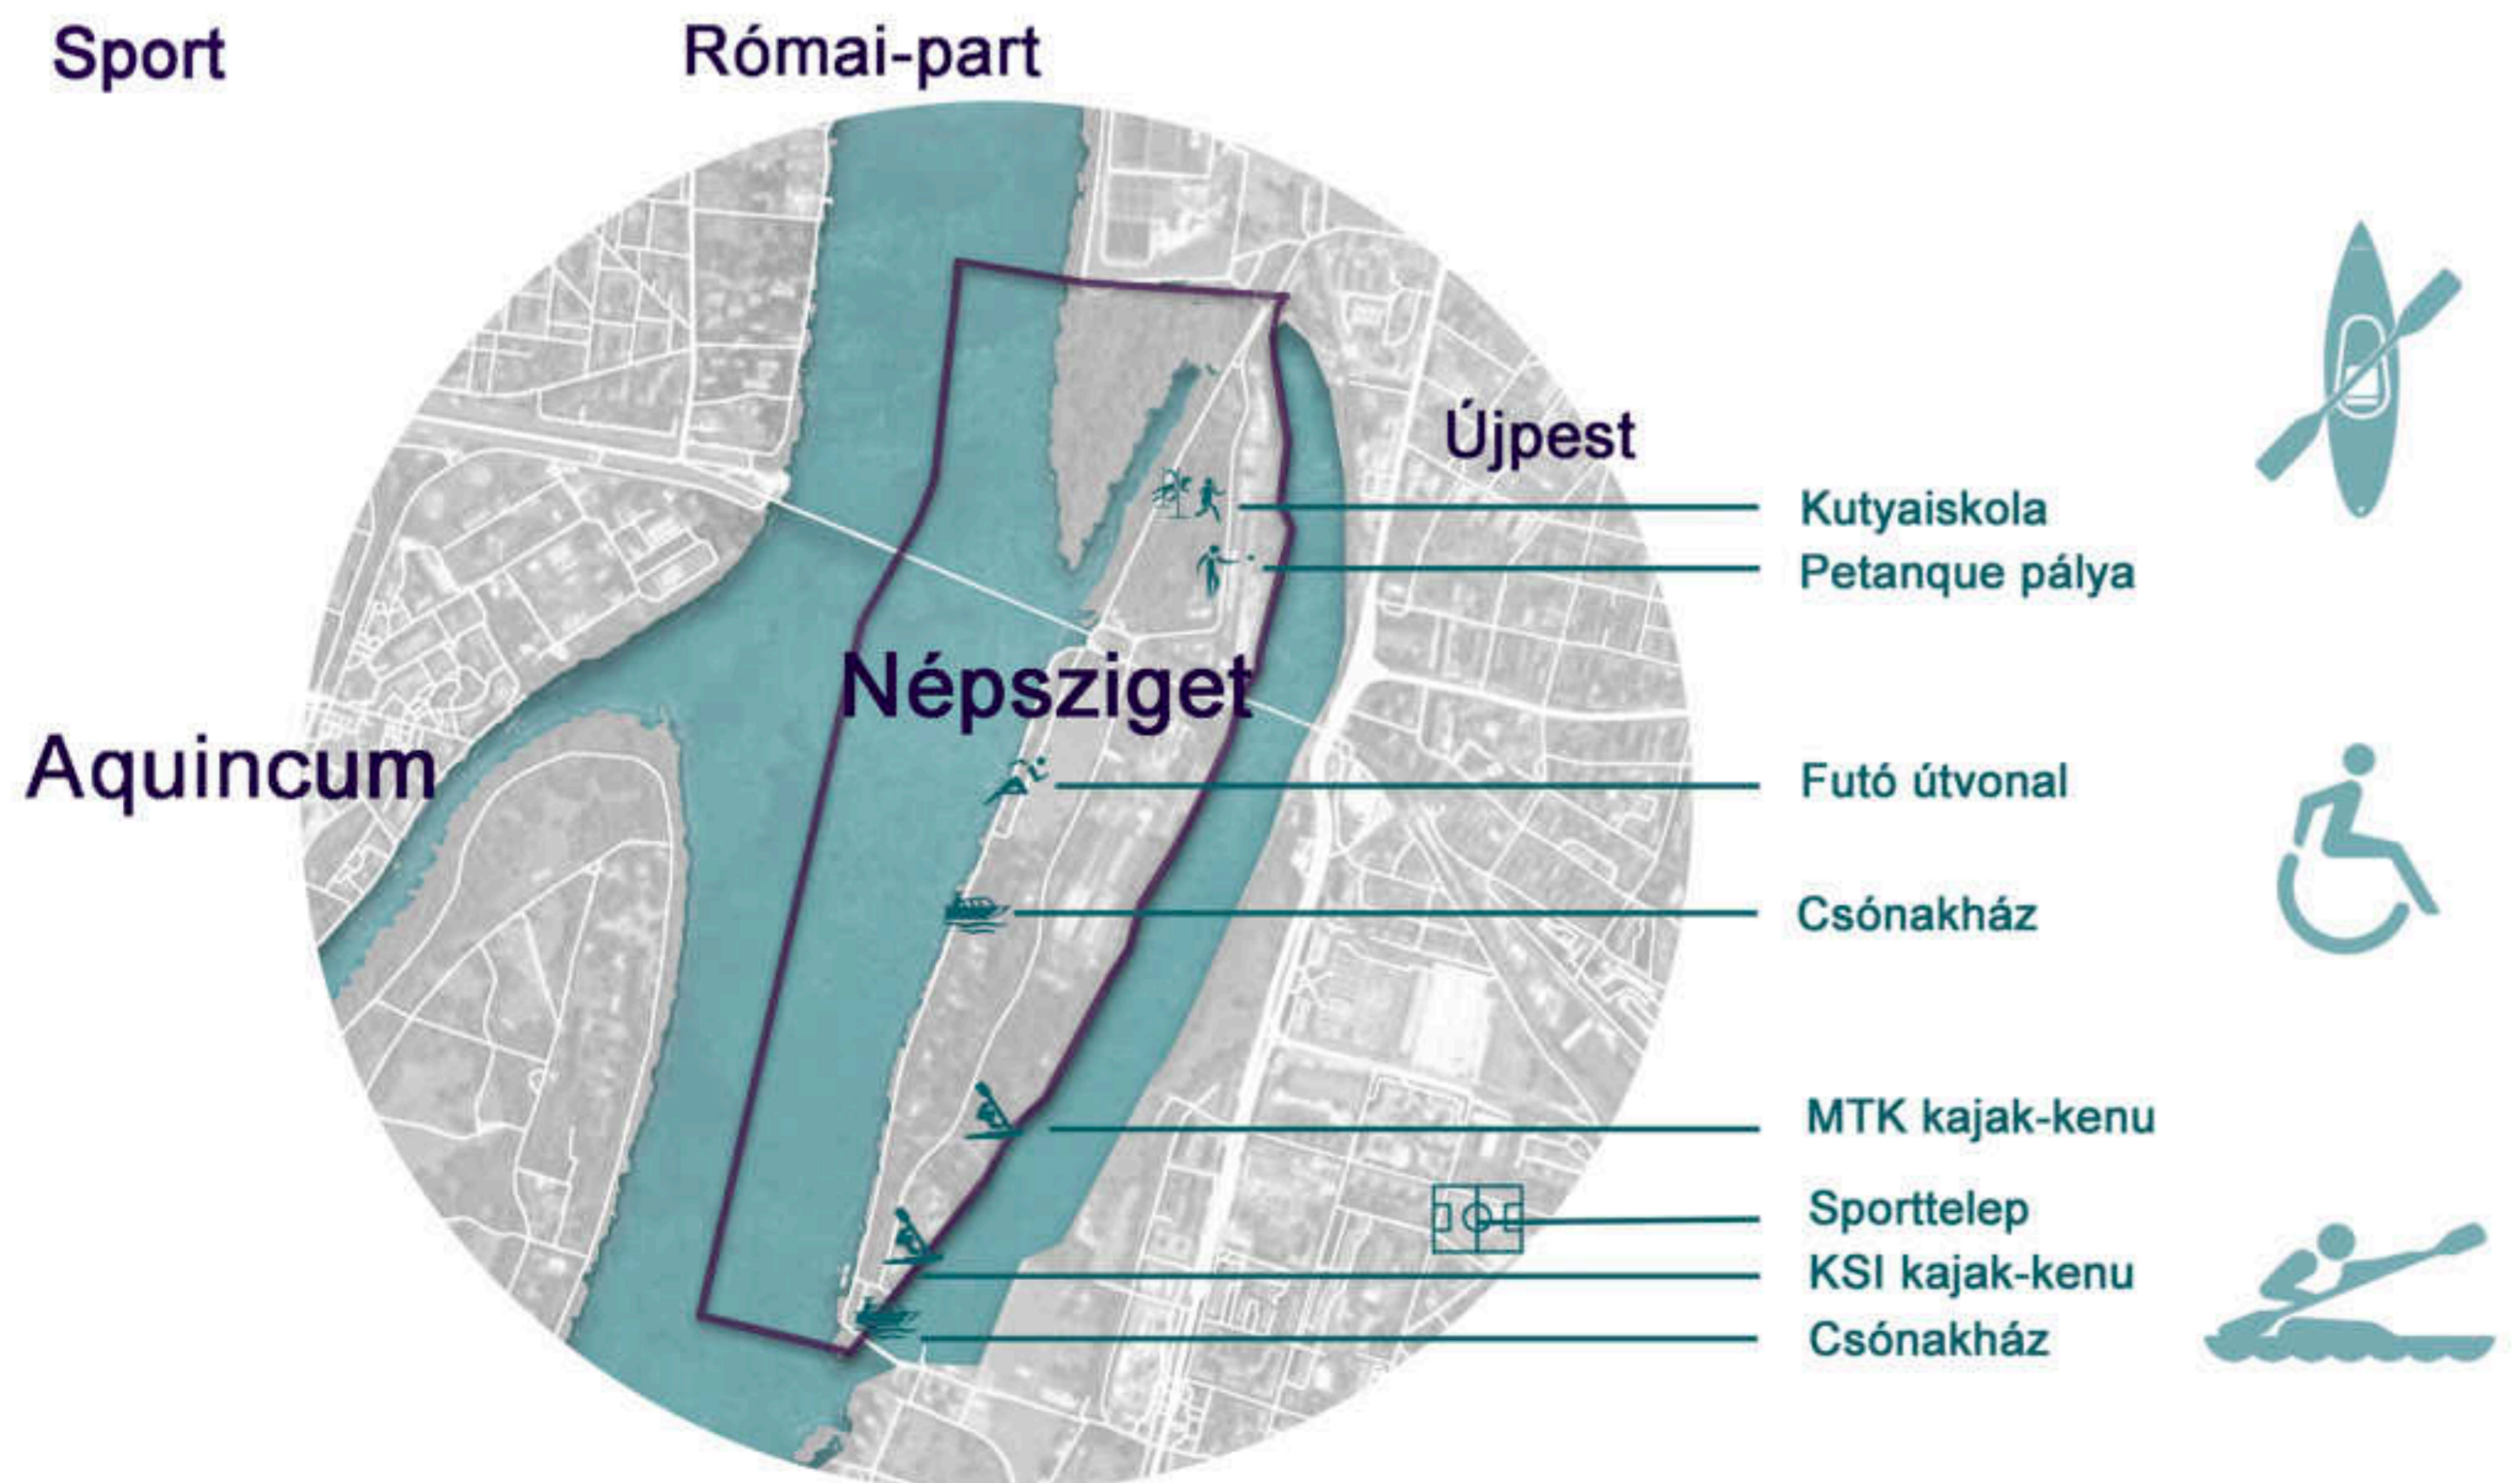 Sport
Római-part
Újpest
Kutyaiskola
Petanque pálya
Népsziget
Aquincum
Futó útvonal
Csónakház
MTK kajak-kenu
Sporttelep
KSI kajak-kenu
Csónakház